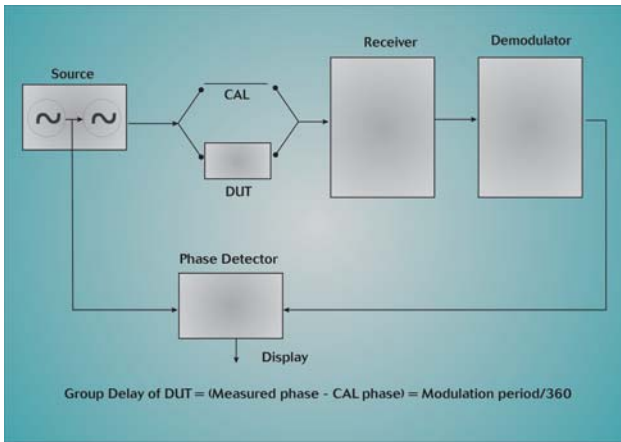 Receiver
Demodulator
Source
CAL
DUT
Phase Detector
Display
Group Delay of DUT = (Measured phase - CAL phase) = Modulation period/360